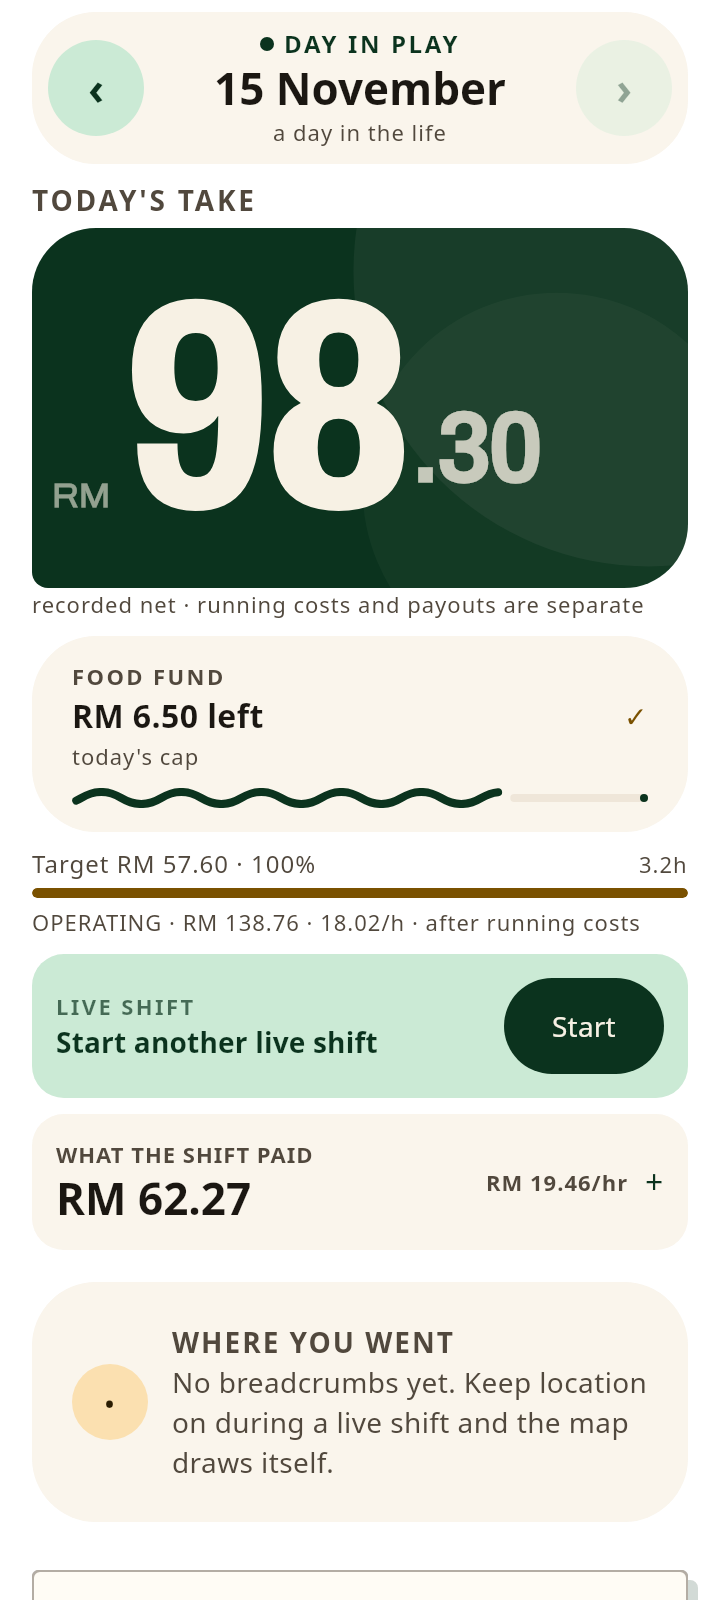 DAY IN PLAY
‹
15 November
›
a day in the life
TODAY'S TAKE
RM 98.30
recorded net · running costs and payouts are separate
FOOD FUND
RM 6.50 left
✓
today's cap
Target RM 57.60 · 100%
3.2h
OPERATING · RM 138.76 · 18.02/h · after running costs
LIVE SHIFT
Start another live shift
Start
WHAT THE SHIFT PAID
RM 62.27
RM 19.46/hr +
WHERE YOU WENT
No breadcrumbs yet. Keep location
on during a live shift and the map
draws itself.